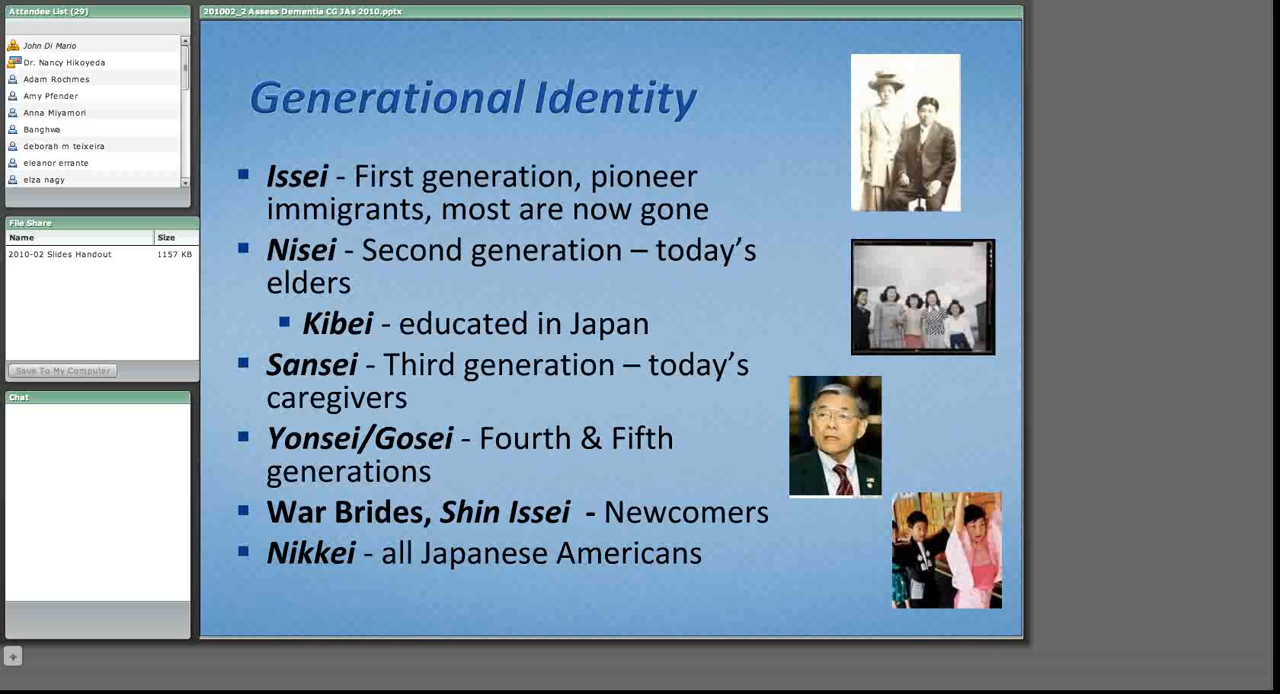 Attendee List (29)
John Di Mario
Dr. Nancy Hikoyeda
Adam Rochmes
Amy Pfender
Anna Miyamori
Banghwa
deborah m teixeira
eleanor errante
elza nagy
File Share
Name Size
2010-02 Slides Handout 1157 KB
Save To My Computer
Chat
201002_2 Assess Dementia CG JAs 2010.pptx
Generational Identity
Issei - First generation, pioneer
immigrants, most are now gone
Nisei - Second generation – today’s
elders
Kibei - educated in Japan
Sansei - Third generation – today’s
caregivers
Yonsei/Gosei - Fourth & Fifth
generations
War Brides, Shin Issei - Newcomers
Nikkei - all Japanese Americans